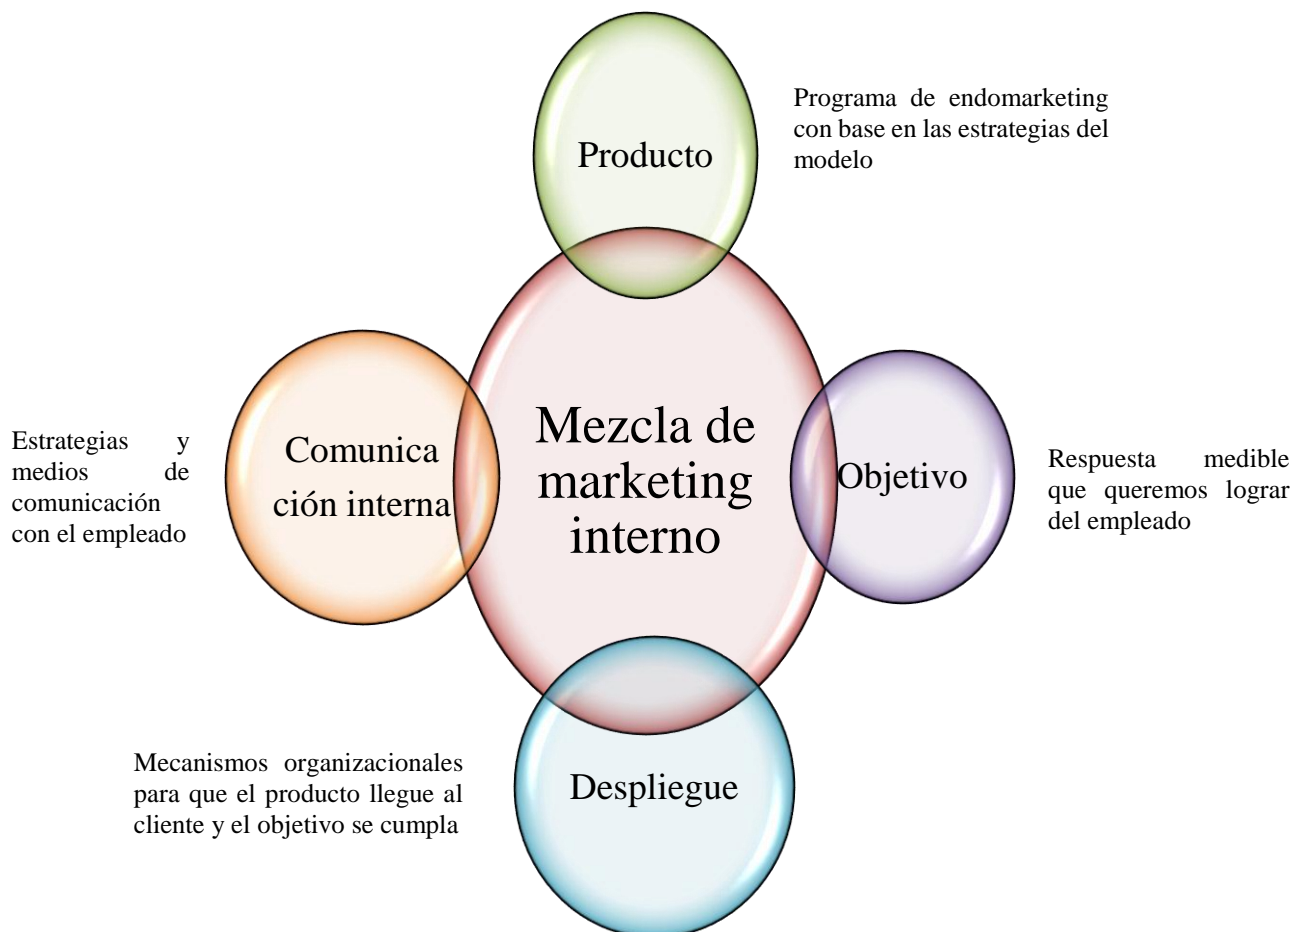 Producto
Programa de endomarketing
con base en las estrategias del
modelo
Comunica
ción interna
Estrategias y
medios de
comunicación
con el empleado
Mezcla de
marketing
interno
Objetivo
Respuesta medible
que queremos lograr
del empleado
Despliegue
Mecanismos organizacionales
para que el producto llegue al
cliente y el objetivo se cumpla